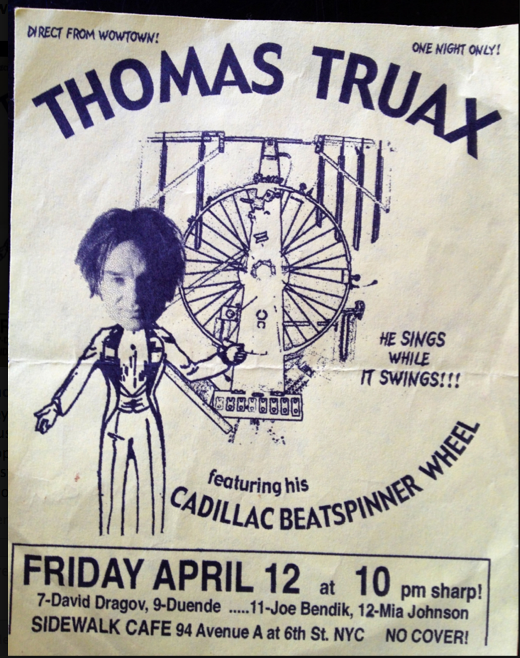 DIRECT FROM WOWTOWN!
ONE NIGHT ONLY!
THOMAS TRUAX
HE SINGS
WHILE
IT SWINGS!!!
featuring his
CADILLAC BEATSPINNER WHEEL
FRIDAY APRIL 12 at 10 pm sharp!
7-David Dragov, 9-Duende .....11-Joe Bendik, 12-Mia Johnson
SIDEWALK CAFE 94 Avenue A at 6th St. NYC NO COVER!